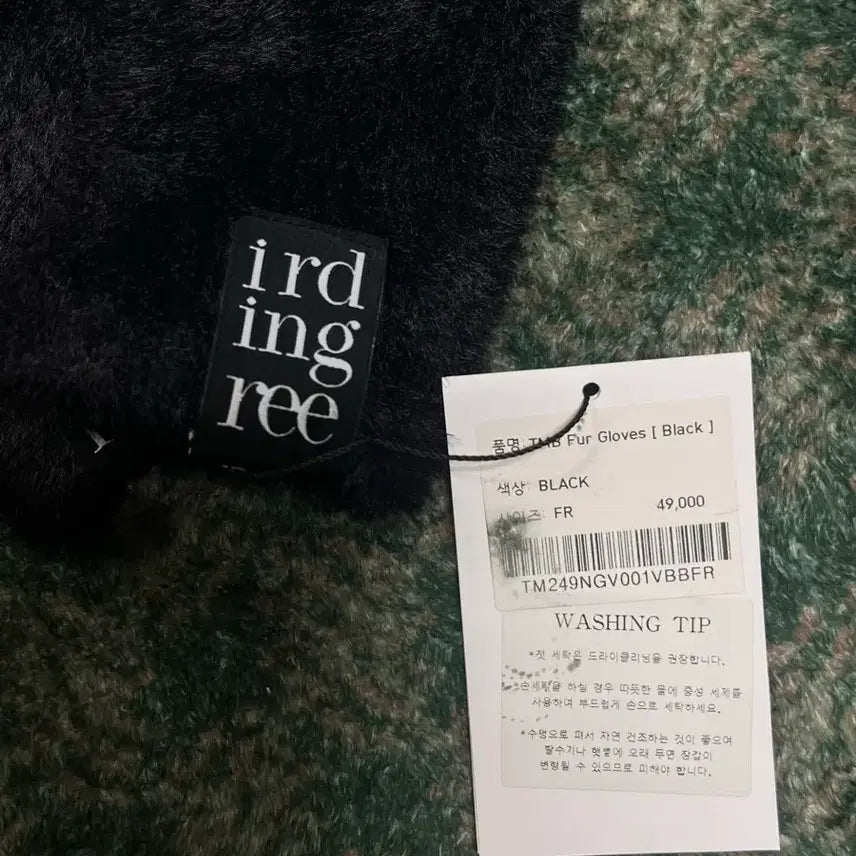 ird
ing
ree
품명: TMB Fur Gloves [ Black ]
색상: BLACK
사이즈: FR 49,000
TM249NGV001VBBFR
WASHING TIP
*첫 세탁은 드라이클리닝을 권장합니다.
*손세탁을 하실 경우 따뜻한 물에 중성 세제를
사용하여 부드럽게 손으로 세탁하세요.
*수평으로 펴서 자연 건조하는 것이 좋으며
탈수기나 햇볕에 오래 두면 장갑이
변형될 수 있으므로 피해야 합니다.